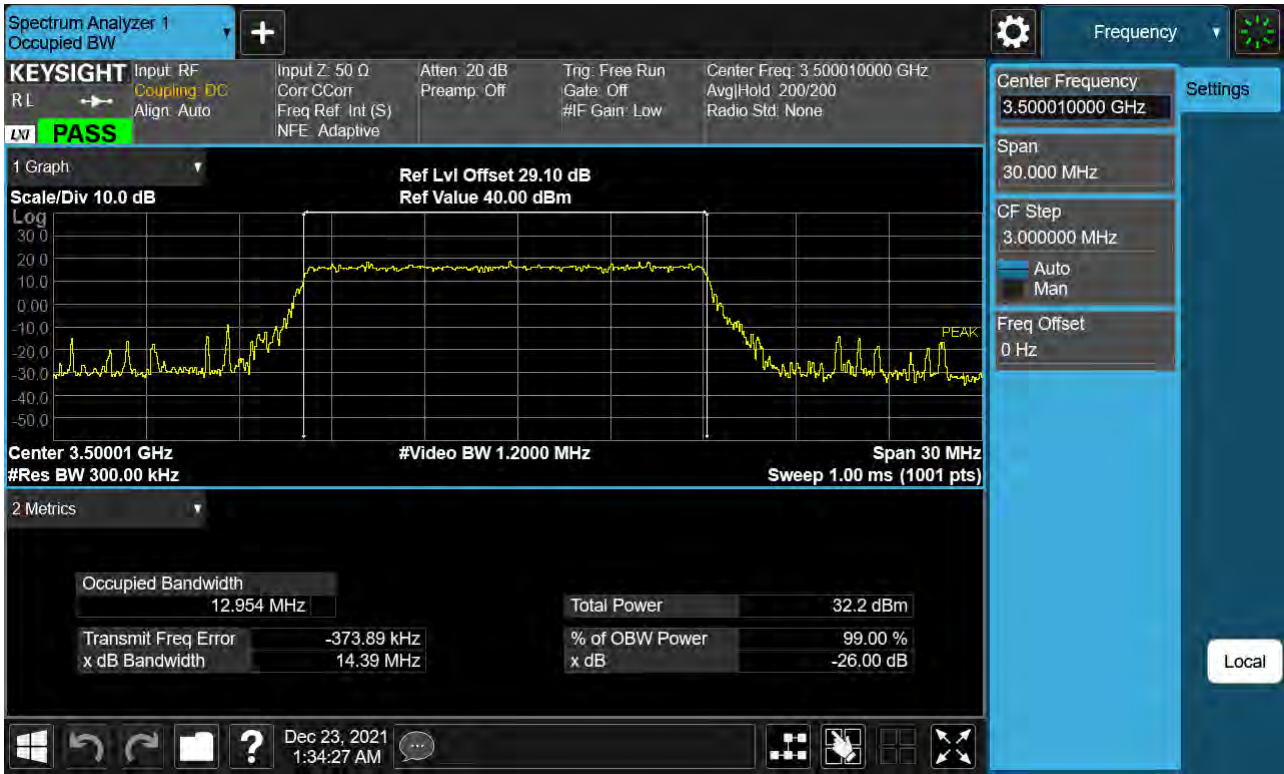 Spectrum Analyzer 1
Occupied BW
+
Frequency
KEYSIGHT
RL
LXI PASS
Input: RF
Coupling: DC
Align: Auto
Input Z: 50 Ω
Corr CCorr
Freq Ref: Int (S)
NFE: Adaptive
Atten: 20 dB
Preamp: Off
Trig: Free Run
Gate: Off
#IF Gain: Low
Center Freq: 3.500010000 GHz
Avg|Hold: 200/200
Radio Std: None
1 Graph
Scale/Div 10.0 dB
Ref Lvl Offset 29.10 dB
Ref Value 40.00 dBm
Log
30.0
20.0
10.0
0.00
-10.0
-20.0
-30.0
-40.0
-50.0
PEAK
Center 3.50001 GHz
#Video BW 1.2000 MHz
Span 30 MHz
#Res BW 300.00 kHz
Sweep 1.00 ms (1001 pts)
2 Metrics
Occupied Bandwidth
12.954 MHz
Total Power 32.2 dBm
Transmit Freq Error -373.89 kHz
% of OBW Power 99.00 %
x dB Bandwidth 14.39 MHz
x dB -26.00 dB
Center Frequency
3.500010000 GHz
Settings
Span
30.000 MHz
CF Step
3.000000 MHz
Auto
Man
Freq Offset
0 Hz
Local
?
Dec 23, 2021
1:34:27 AM